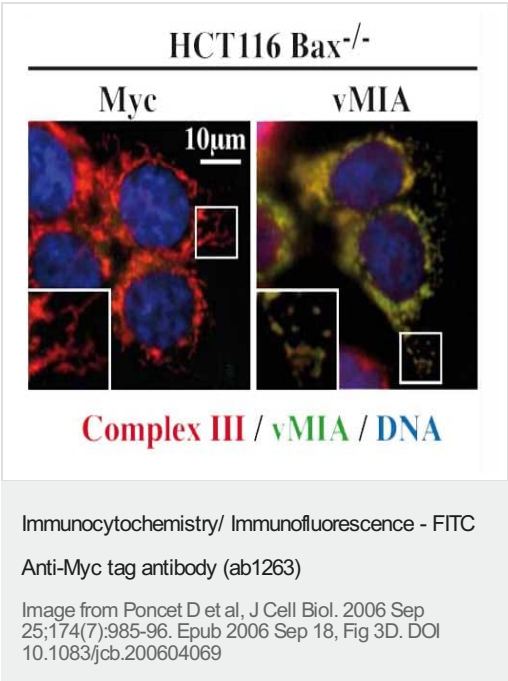 HCT116 Bax-/-
Myc
vMIA
10μm
Complex III / vMIA / DNA
Immunocytochemistry/ Immunofluorescence - FITC
Anti-Myc tag antibody (ab1263)
Image from Poncet D et al, J Cell Biol. 2006 Sep
25;174(7):985-96. Epub 2006 Sep 18, Fig 3D. DOI
10.1083/jcb.200604069